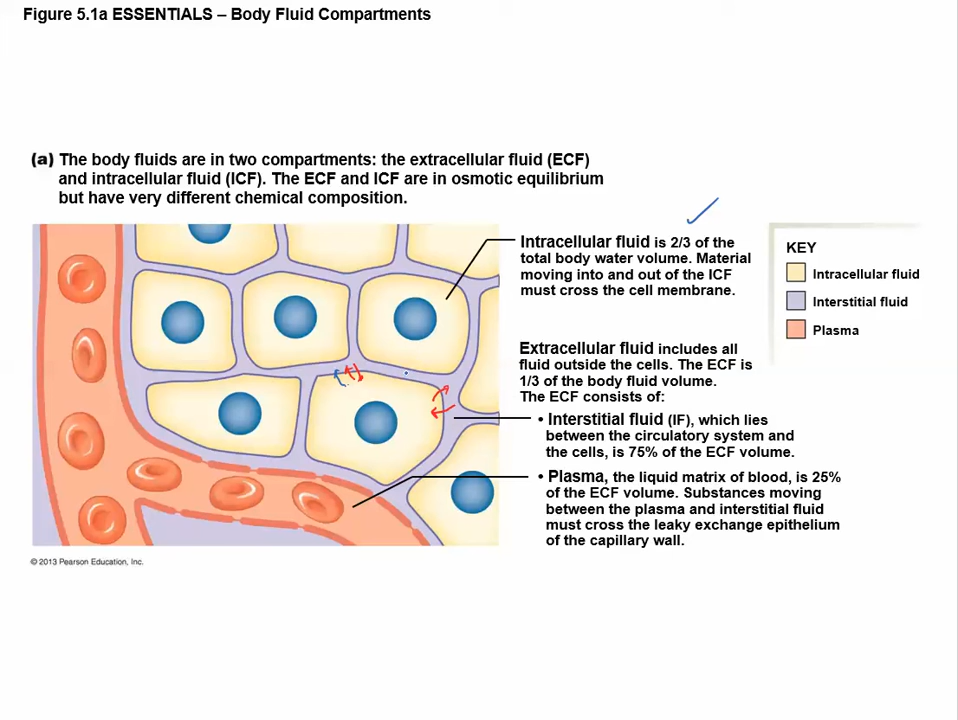 Figure 5.1a ESSENTIALS – Body Fluid Compartments
(a) The body fluids are in two compartments: the extracellular fluid (ECF)
and intracellular fluid (ICF). The ECF and ICF are in osmotic equilibrium
but have very different chemical composition.
Intracellular fluid is 2/3 of the
total body water volume. Material
moving into and out of the ICF
must cross the cell membrane.
KEY
Intracellular fluid
Interstitial fluid
Plasma
Extracellular fluid includes all
fluid outside the cells. The ECF is
1/3 of the body fluid volume.
The ECF consists of:
• Interstitial fluid (IF), which lies
between the circulatory system and
the cells, is 75% of the ECF volume.
• Plasma, the liquid matrix of blood, is 25%
of the ECF volume. Substances moving
between the plasma and interstitial fluid
must cross the leaky exchange epithelium
of the capillary wall.
© 2013 Pearson Education, Inc.